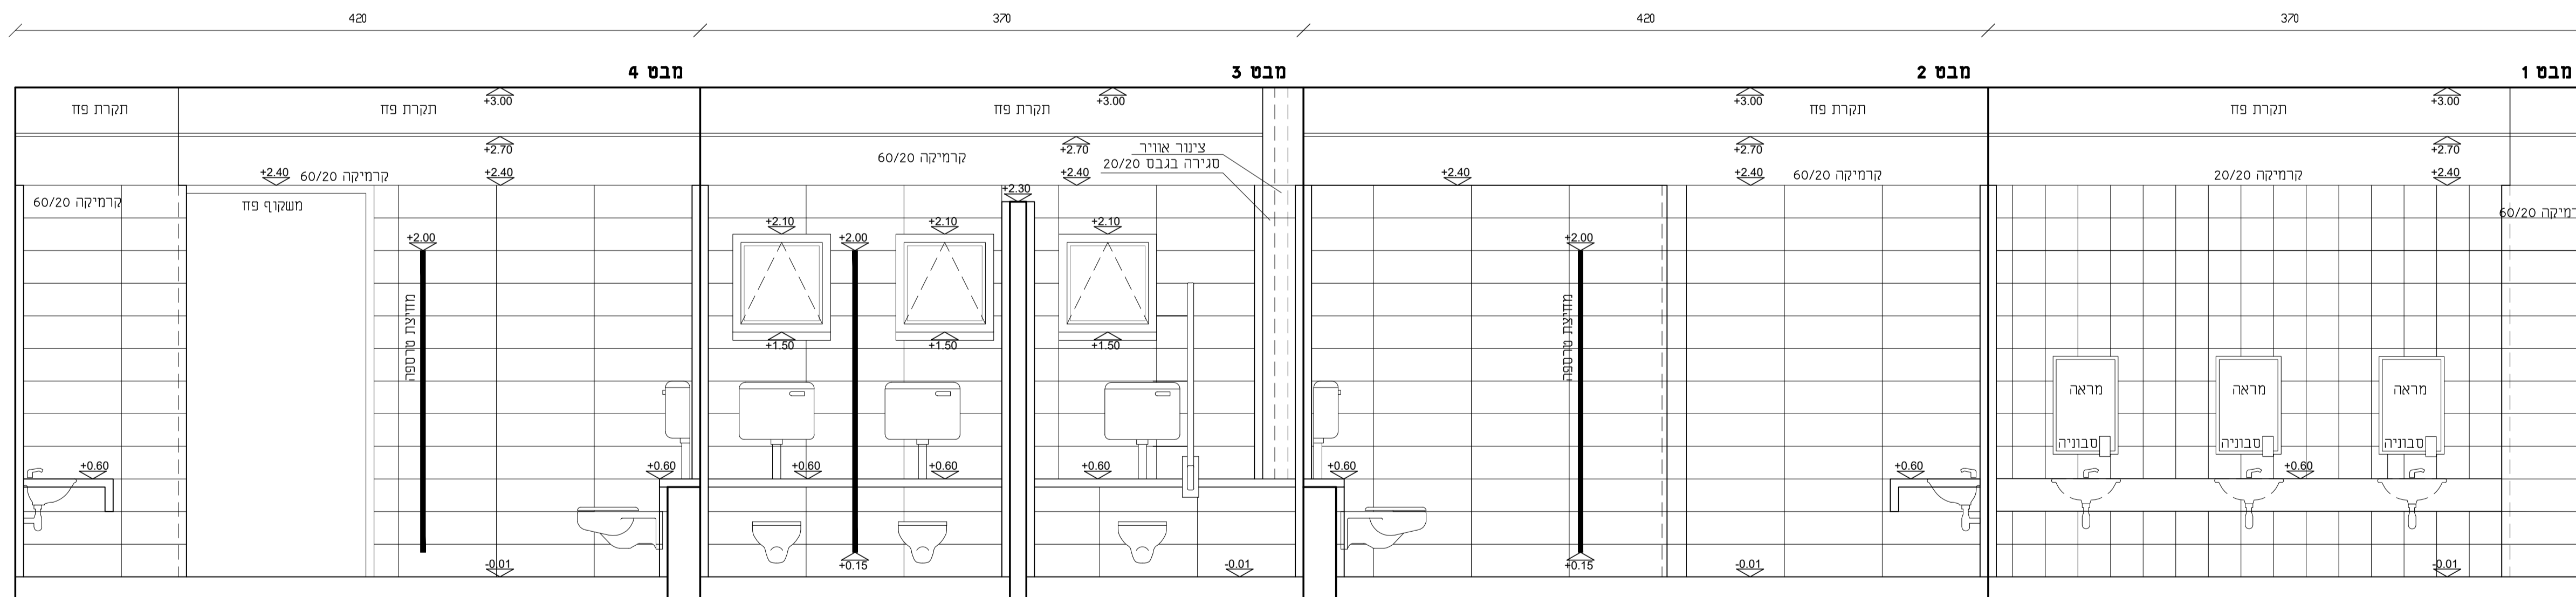 420 370 420 370
מבט 4 מבט 3 מבט 2 מבט 1
+3.00 +3.00 +3.00 +3.00
תקרת פח תקרת פח תקרת פח תקרת פח תקרת פח
+2.70 +2.70 +2.70 +2.70
צינור אוויר
סגירה בגבס 20/20
קרמיקה 60/20
+2.40 קרמיקה 60/20 +2.40 +2.40 +2.40 +2.40 קרמיקה 60/20 קרמיקה 20/20 +2.40
+2.30
קרמיקה 60/20 משקוף פח
60/20
+2.10 +2.10 +2.10
+2.00 +2.00 +2.00
מחיצת טרספה מחיצת טרספה
+1.50 +1.50 +1.50
מראה מראה מראה
סבוניה סבוניה סבוניה
+0.60 +0.60 +0.60 +0.60 +0.60 +0.60 +0.60 +0.60
-0.01 +0.15 -0.01 +0.15 -0.01 -0.01